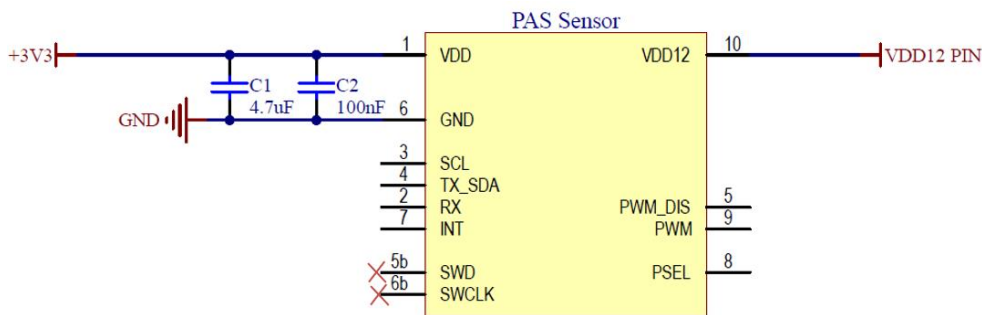 PAS Sensor
+3V3
1
VDD
VDD12
10
VDD12 PIN
C1
4.7uF
C2
100nF
GND
6
GND
3
SCL
4
TX_SDA
2
RX
7
INT
PWM_DIS
5
PWM
9
5b
SWD
6b
SWCLK
PSEL
8